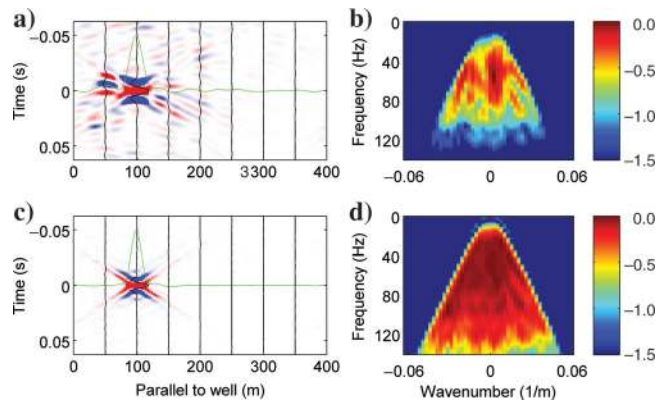 a)
Time (s)
−0.05
0
0.05
0 100 200 3300 400
b)
Frequency (Hz)
0
40
80
120
−0.06 0 0.06
0.0
−0.5
−1.0
−1.5
c)
Time (s)
−0.05
0
0.05
0 100 200 300 400
Parallel to well (m)
d)
Frequency (Hz)
0
40
80
120
−0.06 0 0.06
Wavenumber (1/m)
0.0
−0.5
−1.0
−1.5